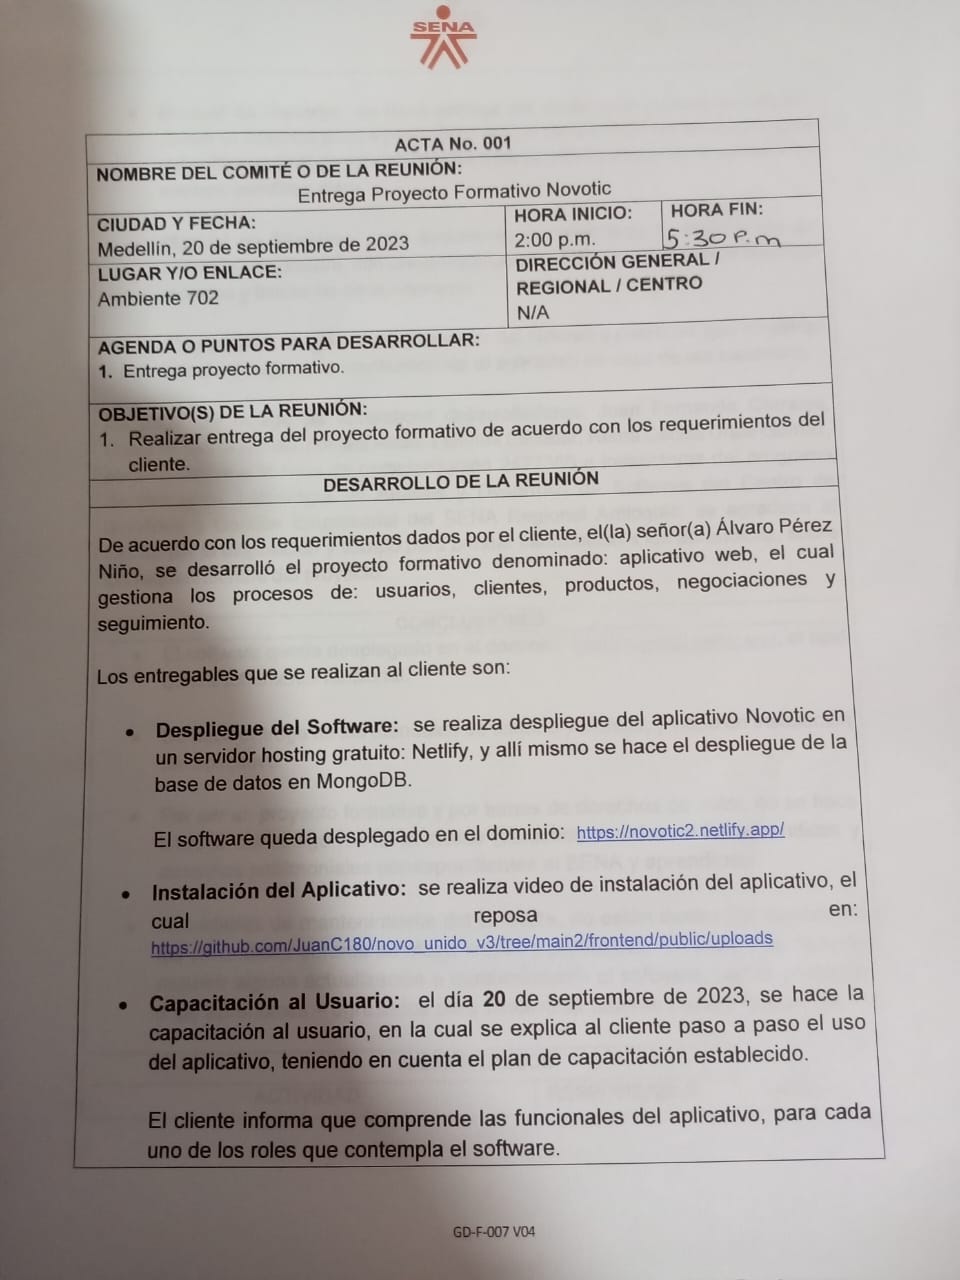 SENA
ACTA No. 001
NOMBRE DEL COMITÉ O DE LA REUNIÓN:
Entrega Proyecto Formativo Novotic
CIUDAD Y FECHA:
Medellín, 20 de septiembre de 2023
HORA INICIO:
2:00 p.m.
HORA FIN:
5:30 P.m
LUGAR Y/O ENLACE:
Ambiente 702
DIRECCIÓN GENERAL /
REGIONAL / CENTRO
N/A
AGENDA O PUNTOS PARA DESARROLLAR:
1. Entrega proyecto formativo.
OBJETIVO(S) DE LA REUNIÓN:
1. Realizar entrega del proyecto formativo de acuerdo con los requerimientos del
cliente.
DESARROLLO DE LA REUNIÓN
De acuerdo con los requerimientos dados por el cliente, el(la) señor(a) Álvaro Pérez
Niño, se desarrolló el proyecto formativo denominado: aplicativo web, el cual
gestiona los procesos de: usuarios, clientes, productos, negociaciones y
seguimiento.
Los entregables que se realizan al cliente son:
• Despliegue del Software: se realiza despliegue del aplicativo Novotic en
un servidor hosting gratuito: Netlify, y allí mismo se hace el despliegue de la
base de datos en MongoDB.
El software queda desplegado en el dominio: https://novotic2.netlify.app/
• Instalación del Aplicativo: se realiza video de instalación del aplicativo, el
cual reposa en:
https://github.com/JuanC180/novo_unido_v3/tree/main2/frontend/public/uploads
• Capacitación al Usuario: el día 20 de septiembre de 2023, se hace la
capacitación al usuario, en la cual se explica al cliente paso a paso el uso
del aplicativo, teniendo en cuenta el plan de capacitación establecido.
El cliente informa que comprende las funcionales del aplicativo, para cada
uno de los roles que contempla el software.
GD-F-007 V04